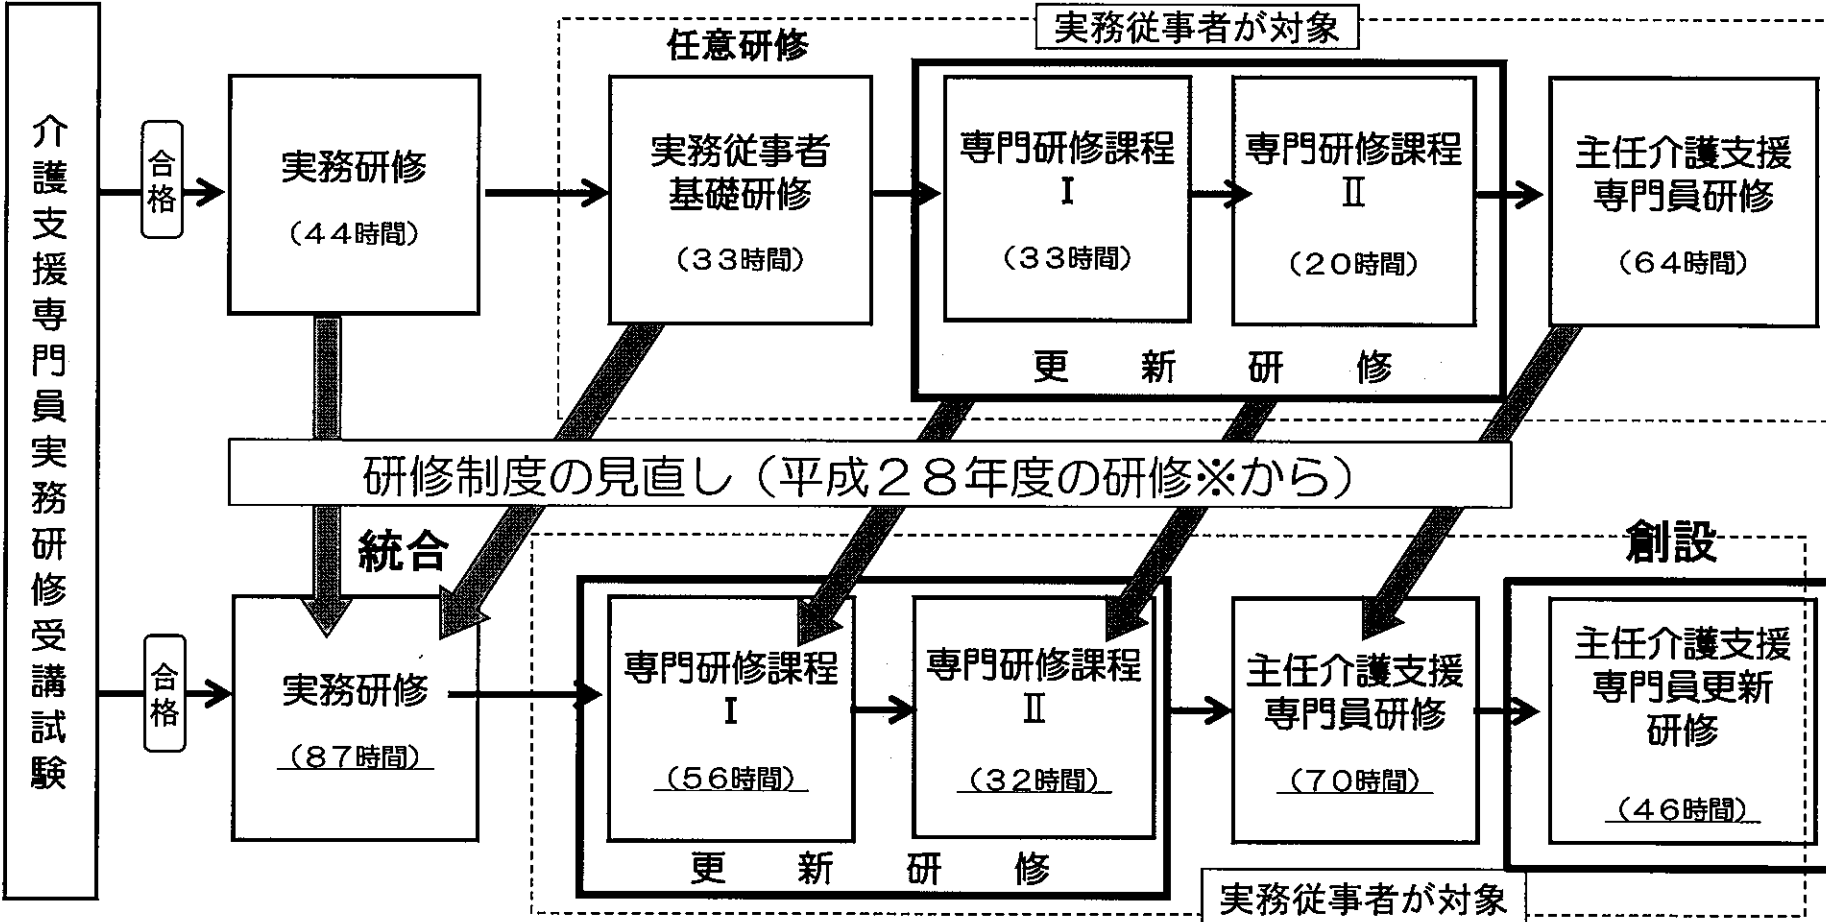 介護支援専門員実務研修受講試験
合格
実務研修
（44時間）
任意研修
実務従事者が対象
実務従事者
基礎研修
（33時間）
専門研修課程
Ⅰ
（33時間）
専門研修課程
Ⅱ
（20時間）
更新研修
主任介護支援
専門員研修
（64時間）
研修制度の見直し（平成28年度の研修※から）
統合
創設
合格
実務研修
（87時間）
専門研修課程
Ⅰ
（56時間）
専門研修課程
Ⅱ
（32時間）
更新研修
主任介護支援
専門員研修
（70時間）
主任介護支援
専門員更新
研修
（46時間）
実務従事者が対象